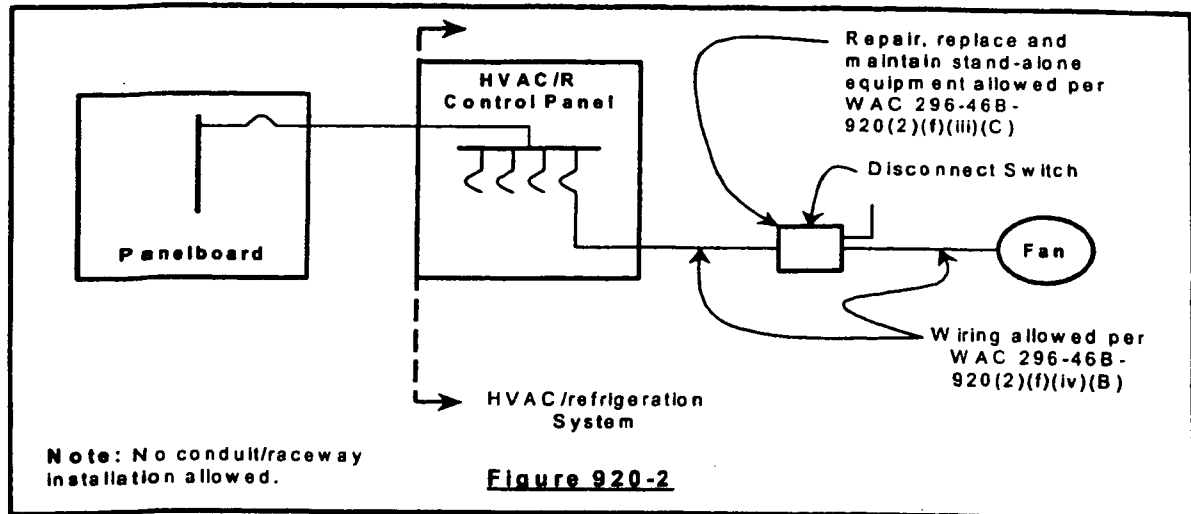 Panelboard
HVAC/R
Control Panel
Repair, replace and
maintain stand-alone
equipment allowed per
WAC 296-46B-
920(2)(f)(iii)(C)
Disconnect Switch
Fan
Wiring allowed per
WAC 296-46B-
920(2)(f)(iv)(B)
HVAC/refrigeration
System
Note: No conduit/raceway
installation allowed.
Figure 920-2